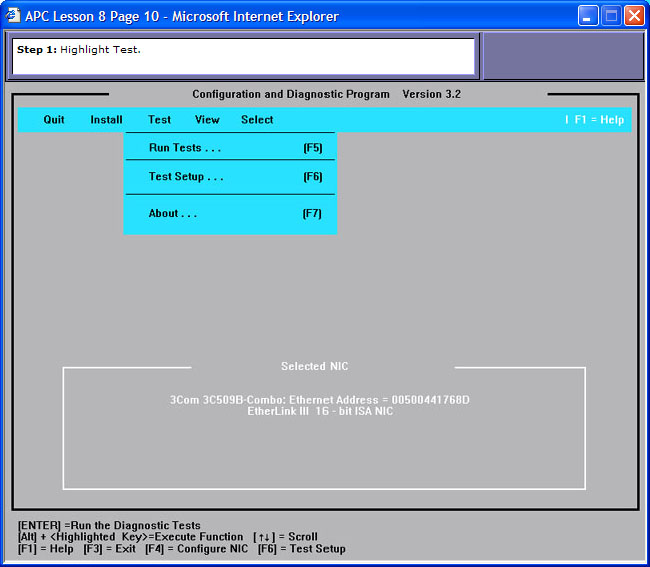 APC Lesson 8 Page 10 - Microsoft Internet Explorer
Step 1: Highlight Test.
Configuration and Diagnostic Program Version 3.2
Quit Install Test View Select | F1 = Help
Run Tests . . . (F5)
Test Setup . . . (F6)
About . . . (F7)
Selected NIC
3Com 3C509B-Combo: Ethernet Address = 00500441768D
EtherLink III 16 - bit ISA NIC
[ENTER] =Run the Diagnostic Tests
[Alt] + <Highlighted Key>=Execute Function [↑↓] = Scroll
[F1] = Help [F3] = Exit [F4] = Configure NIC [F6] = Test Setup